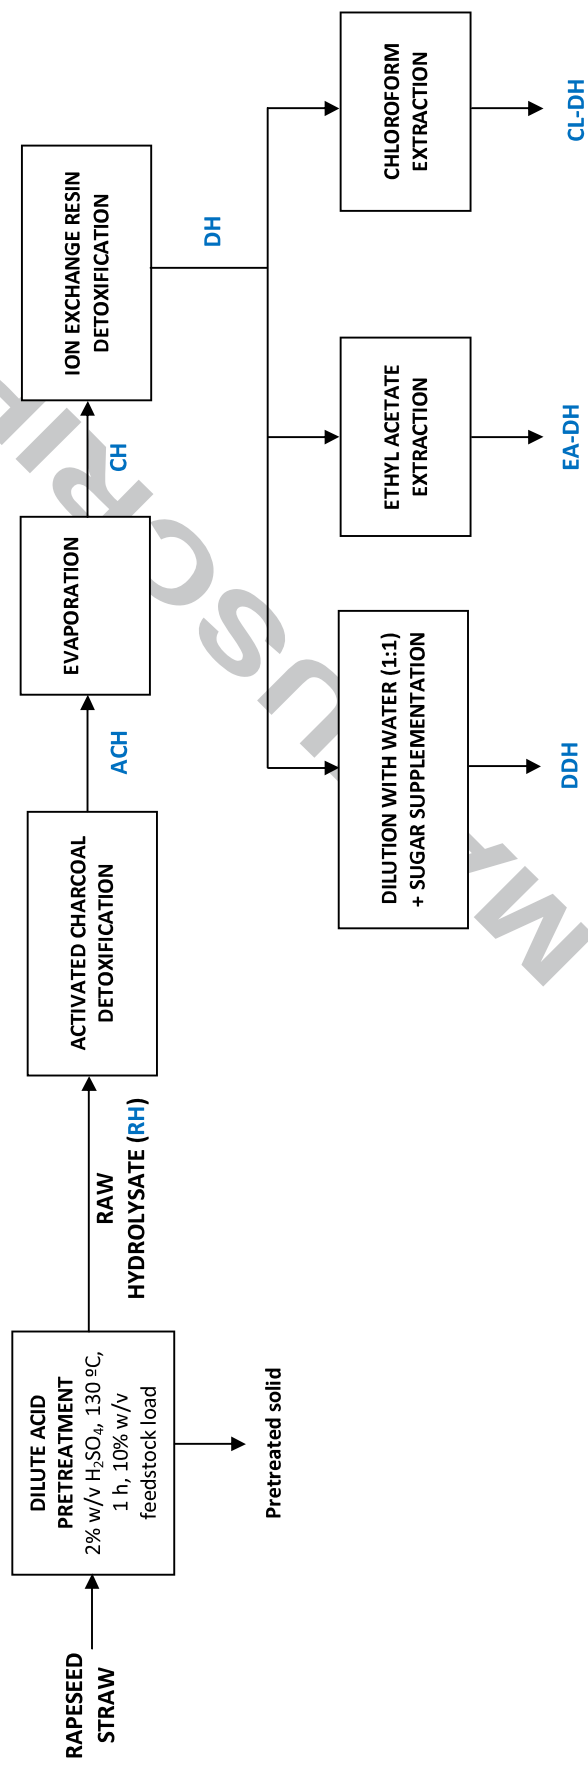 RAPESEED
STRAW
DILUTE ACID
PRETREATMENT
2% w/v H₂SO₄, 130 ºC,
1 h, 10% w/v
feedstock load
Pretreated solid
RAW
HYDROLYSATE (RH)
ACTIVATED CHARCOAL
DETOXIFICATION
ACH
EVAPORATION
CH
ION EXCHANGE RESIN
DETOXIFICATION
DH
DILUTION WITH WATER (1:1)
+ SUGAR SUPPLEMENTATION
DDH
ETHYL ACETATE
EXTRACTION
EA-DH
CHLOROFORM
EXTRACTION
CL-DH